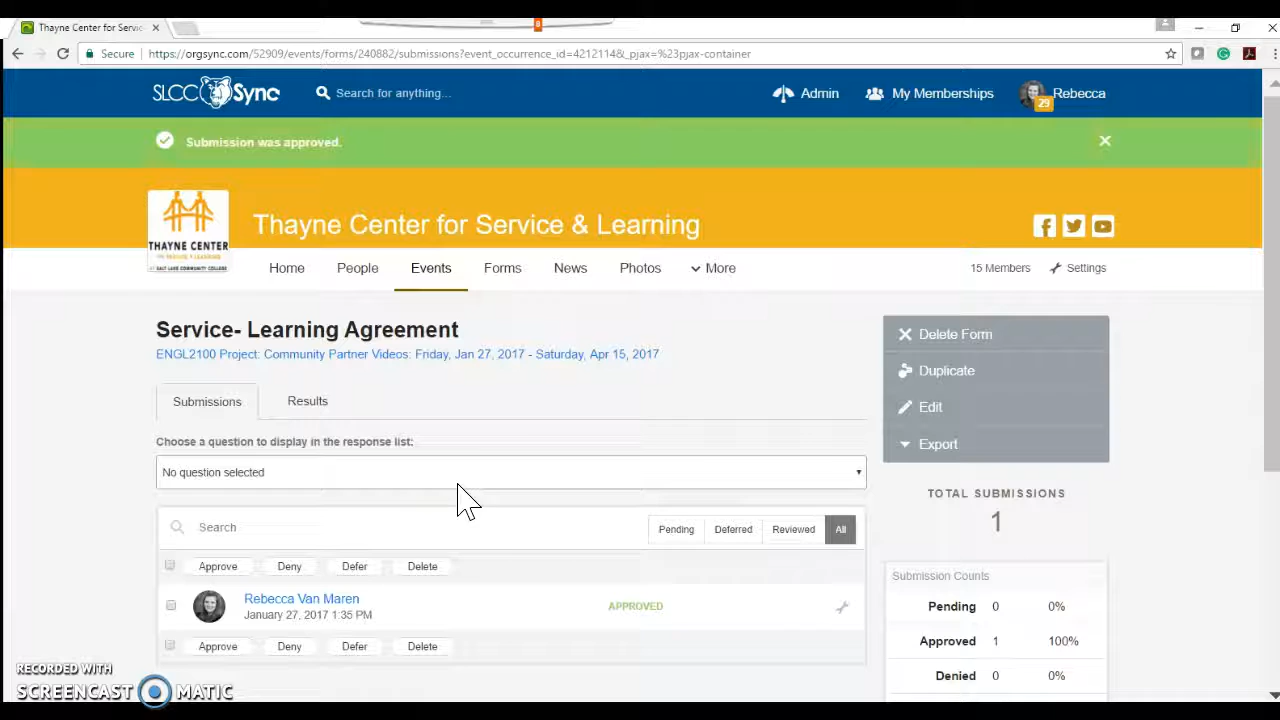 Thayne Center for Servic
Secure
https://orgsync.com/52909/events/forms/240882/submissions?event_occurrence_id=4212114&_pjax=%23pjax-container
SLCC Sync
Search for anything...
Admin
My Memberships
29
Rebecca
Submission was approved.
THAYNE CENTER
Thayne Center for Service & Learning
Home
People
Events
Forms
News
Photos
More
15 Members
Settings
Service- Learning Agreement
ENGL2100 Project: Community Partner Videos: Friday, Jan 27, 2017 - Saturday, Apr 15, 2017
Delete Form
Duplicate
Edit
Export
Submissions
Results
Choose a question to display in the response list:
No question selected
TOTAL SUBMISSIONS
1
Search
Pending
Deferred
Reviewed
All
Approve
Deny
Defer
Delete
Rebecca Van Maren
January 27, 2017 1:35 PM
APPROVED
Approve
Deny
Defer
Delete
Submission Counts
Pending 0 0%
Approved 1 100%
Denied 0 0%
RECORDED WITH
SCREENCAST MATIC